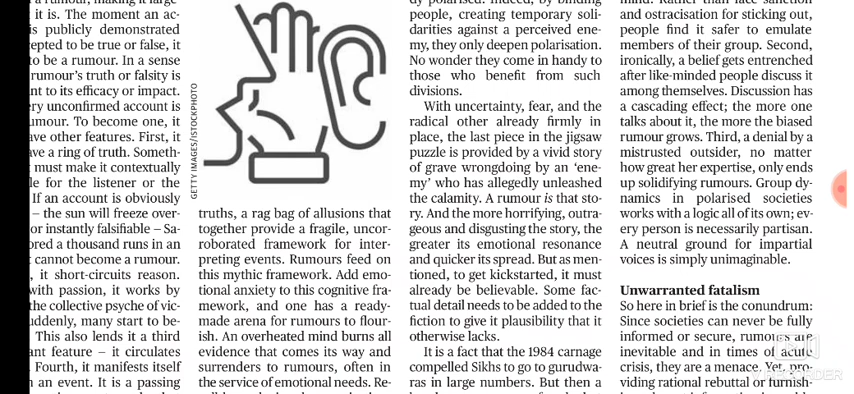 a rumour, making it large-
it is. The moment an ac-
is publicly demonstrated
cepted to be true or false, it
to be a rumour. In a sense
rumour's truth or falsity is
nt to its efficacy or impact.
ery unconfirmed account is
umour. To become one, it
ave other features. First, it
ave a ring of truth. Someth-
must make it contextually
le for the listener or the
If an account is obviously
– the sun will freeze over-
or instantly falsifiable – Sa-
ored a thousand runs in an
cannot become a rumour.
, it short-circuits reason.
with passion, it works by
the collective psyche of vic-
uddenly, many start to be-
This also lends it a third
ant feature – it circulates
Fourth, it manifests itself
n an event. It is a passing
GETTY IMAGES/ISTOCKPHOTO
truths, a rag bag of allusions that
together provide a fragile, uncor-
roborated framework for inter-
preting events. Rumours feed on
this mythic framework. Add emo-
tional anxiety to this cognitive fra-
mework, and one has a ready-
made arena for rumours to flour-
ish. An overheated mind burns all
evidence that comes its way and
surrenders to rumours, often in
the service of emotional needs. Re-
dy polarised. Indeed, by binding
people, creating temporary soli-
darities against a perceived ene-
my, they only deepen polarisation.
No wonder they come in handy to
those who benefit from such
divisions.
With uncertainty, fear, and the
radical other already firmly in
place, the last piece in the jigsaw
puzzle is provided by a vivid story
of grave wrongdoing by an 'ene-
my' who has allegedly unleashed
the calamity. A rumour is that sto-
ry. And the more horrifying, outra-
geous and disgusting the story, the
greater its emotional resonance
and quicker its spread. But as men-
tioned, to get kickstarted, it must
already be believable. Some fac-
tual detail needs to be added to the
fiction to give it plausibility that it
otherwise lacks.
It is a fact that the 1984 carnage
compelled Sikhs to go to gurudwa-
ras in large numbers. But then a
mind. Rather than face sanction
and ostracisation for sticking out,
people find it safer to emulate
members of their group. Second,
ironically, a belief gets entrenched
after like-minded people discuss it
among themselves. Discussion has
a cascading effect; the more one
talks about it, the more the biased
rumour grows. Third, a denial by a
mistrusted outsider, no matter
how great her expertise, only ends
up solidifying rumours. Group dy-
namics in polarised societies
works with a logic all of its own; ev-
ery person is necessarily partisan.
A neutral ground for impartial
voices is simply unimaginable.
Unwarranted fatalism
So here in brief is the conundrum:
Since societies can never be fully
informed or secure, rumours are
inevitable and in times of acute
crisis, they are a menace. Yet, pro-
viding rational rebuttal or furnish-
RECORDER